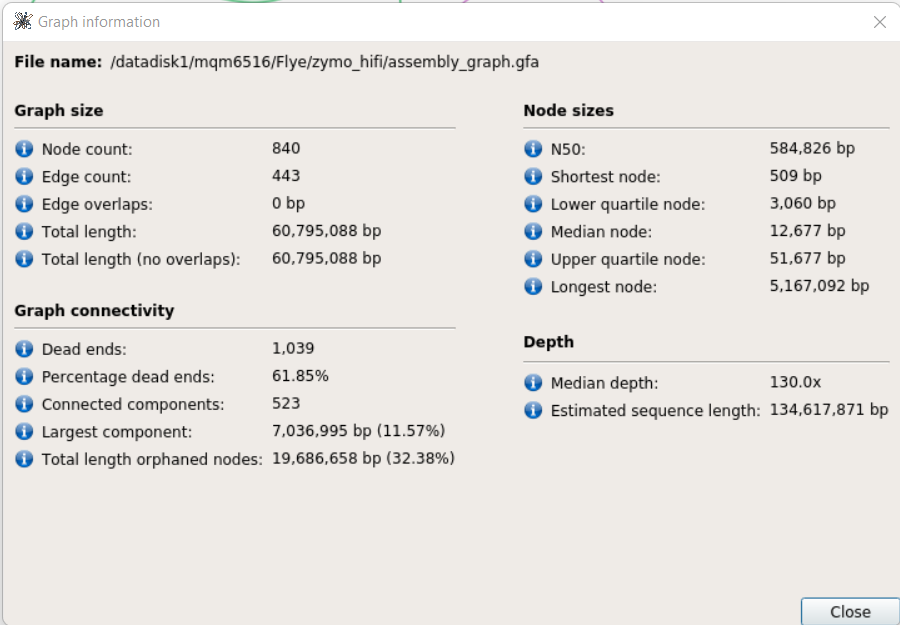 Graph information
File name: /datadisk1/mqm6516/Flye/zymo_hifi/assembly_graph.gfa
Graph size
Node count: 840
Edge count: 443
Edge overlaps: 0 bp
Total length: 60,795,088 bp
Total length (no overlaps): 60,795,088 bp
Graph connectivity
Dead ends: 1,039
Percentage dead ends: 61.85%
Connected components: 523
Largest component: 7,036,995 bp (11.57%)
Total length orphaned nodes: 19,686,658 bp (32.38%)
Node sizes
N50: 584,826 bp
Shortest node: 509 bp
Lower quartile node: 3,060 bp
Median node: 12,677 bp
Upper quartile node: 51,677 bp
Longest node: 5,167,092 bp
Depth
Median depth: 130.0x
Estimated sequence length: 134,617,871 bp
Close